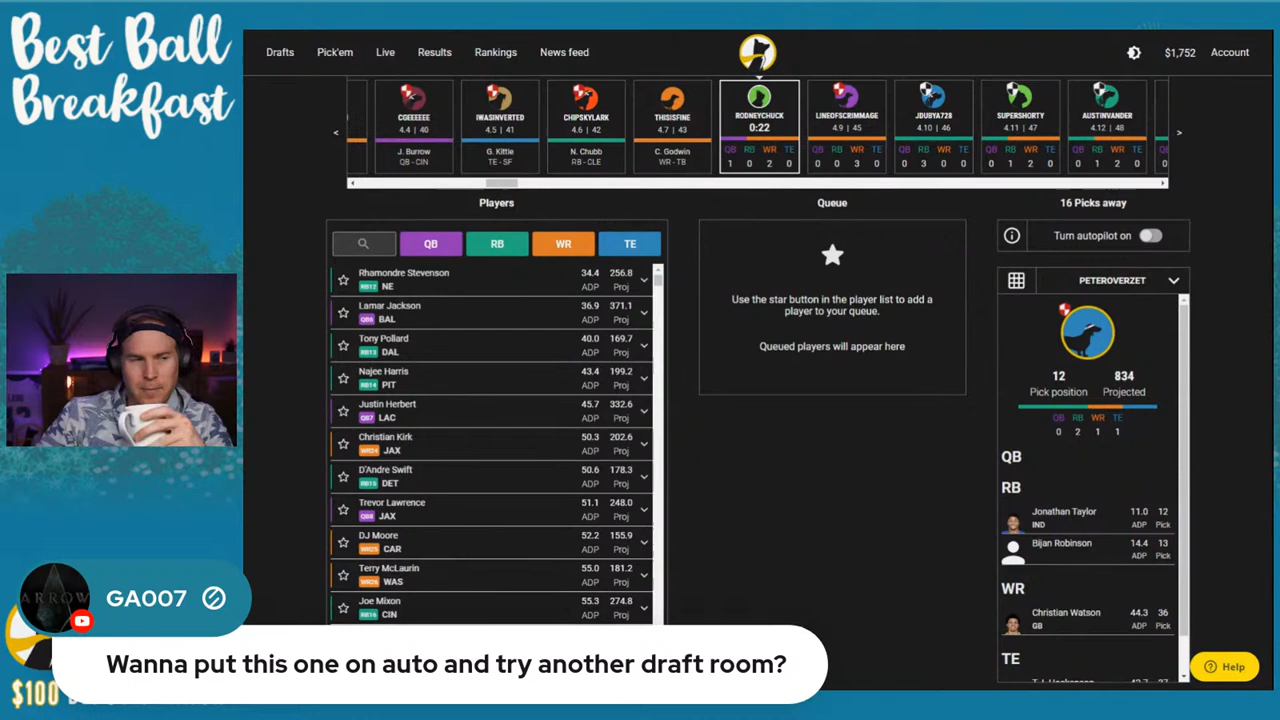 Best Ball
Breakfast
Drafts Pick'em Live Results Rankings News feed
$1,752 Account
CGEEEEEE
4.4 | 40
J. Burrow
QB - CIN
IWASINVERTED
4.5 | 41
G. Kittle
TE - SF
CHIPSKYLARK
4.6 | 42
N. Chubb
RB - CLE
THISISFINE
4.7 | 43
C. Godwin
WR - TB
RODNEYCHUCK
0:22
QB RB WR TE
1 0 2 0
LINEOFSCRIMMAGE
4.9 | 45
QB RB WR TE
0 0 3 0
JDUBYA728
4.10 | 46
QB RB WR TE
0 3 0 0
SUPERSHORTY
4.11 | 47
QB RB WR TE
0 1 2 0
AUSTINVANDER
4.12 | 48
QB RB WR TE
0 1 2 0
Players
QB RB WR TE
Rhamondre Stevenson 34.4 256.8
RB12 NE ADP Proj
Lamar Jackson 36.9 371.1
QB6 BAL ADP Proj
Tony Pollard 40.0 169.7
RB13 DAL ADP Proj
Najee Harris 43.4 199.2
RB14 PIT ADP Proj
Justin Herbert 45.7 332.6
QB7 LAC ADP Proj
Christian Kirk 50.3 202.6
WR24 JAX ADP Proj
D'Andre Swift 50.6 178.3
RB15 DET ADP Proj
Trevor Lawrence 51.1 248.0
QB8 JAX ADP Proj
DJ Moore 52.2 155.9
WR25 CAR ADP Proj
Terry McLaurin 55.0 181.2
WR26 WAS ADP Proj
Joe Mixon 55.3 274.8
RB16 CIN ADP Proj
Queue
Use the star button in the player list to add a
player to your queue.
Queued players will appear here
16 Picks away
Turn autopilot on
PETEROVERZET
12 834
Pick position Projected
QB RB WR TE
0 2 1 1
QB
RB
Jonathan Taylor 11.0 12
IND ADP Pick
Bijan Robinson 14.4 13
ADP Pick
WR
Christian Watson 44.3 36
GB ADP Pick
TE
Help
ARROW
GA007
Wanna put this one on auto and try another draft room?
$100